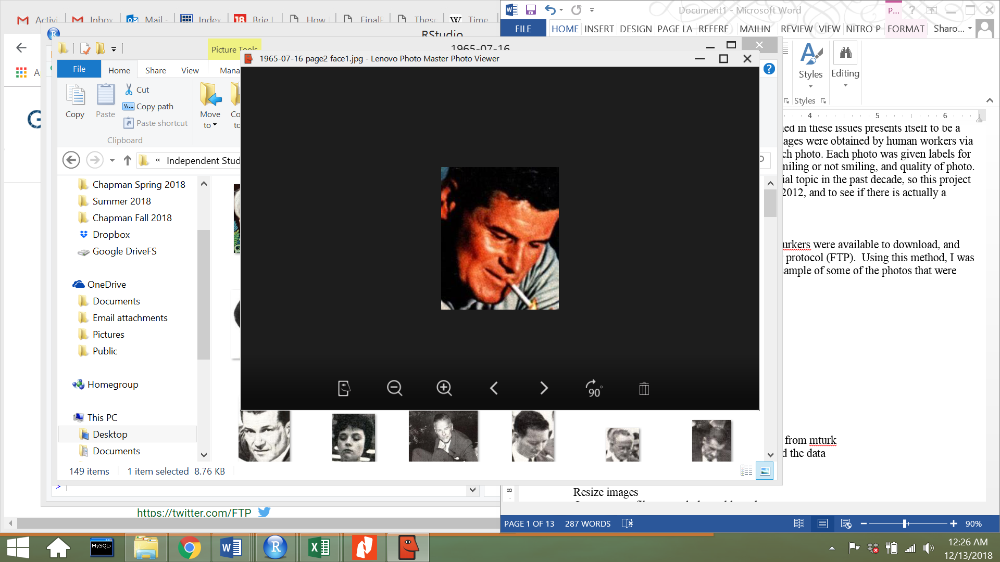 Inbox
Mail
Index
Brie
How
These
Time
RStudio
Document1 - Microsoft Word
P...
FILE
HOME
INSERT
DESIGN
PAGE LA
REFERE
MAILIN
REVIEW
VIEW
NITRO P
FORMAT
Sharo...
Picture Tools
1965-07-16
1965-07-16 page2 face1.jpg - Lenovo Photo Master Photo Viewer
File
Home
Share
View
Mana
A
Copy
Paste
Cut
Copy path
Paste shortcut
Move
to
Co
to
Clipboard
Styles
Editing
Styles
4 5 6
« Independent Stud
Chapman Spring 2018
Summer 2018
Chapman Fall 2018
Dropbox
Google DriveFS
OneDrive
Documents
Email attachments
Pictures
Public
Homegroup
This PC
Desktop
Documents
90°
149 items
1 item selected 8.76 KB
ned in these issues presents itself to be a
ages were obtained by human workers via
ch photo. Each photo was given labels for
miling or not smiling, and quality of photo.
ial topic in the past decade, so this project
2012, and to see if there is actually a
urkers were available to download, and
protocol (FTP). Using this method, I was
ample of some of the photos that were
from mturk
d the data
Resize images
8
>
https://twitter.com/FTP
PAGE 1 OF 13
287 WORDS
90%
MySQL>
12:26 AM
12/13/2018